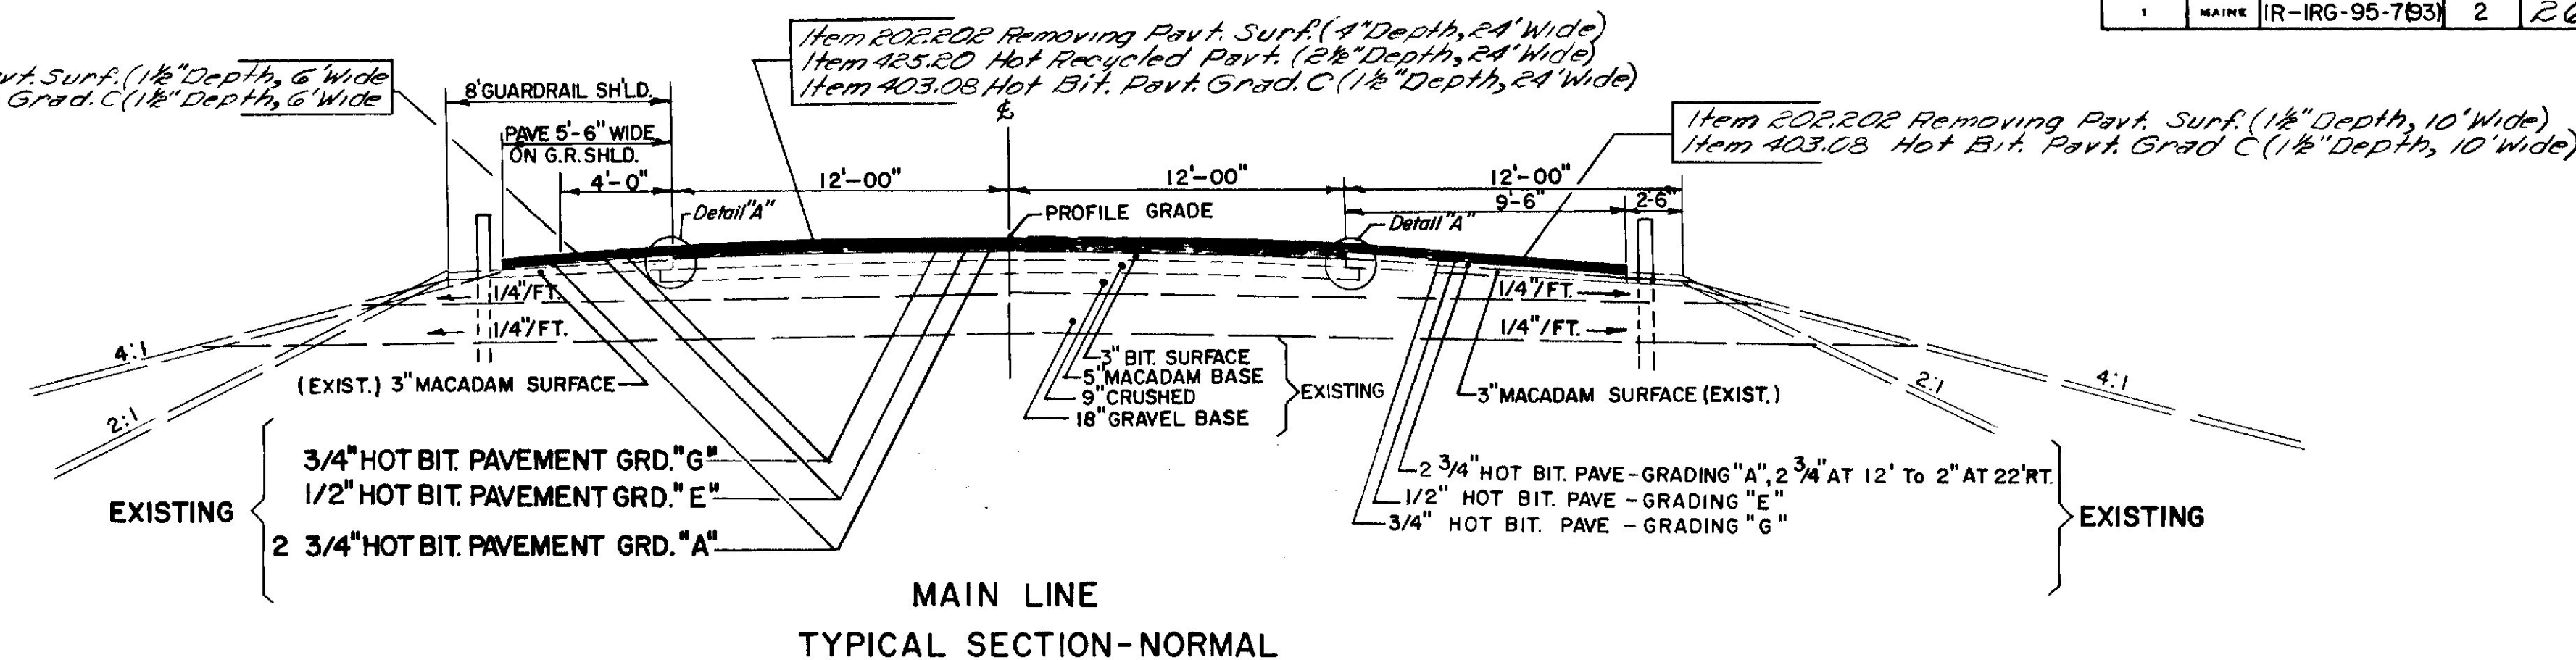 1 MAINE IR-IRG-95-7(93) 2 26
Item 202.202 Removing Pavt. Surf. (4" Depth, 24' Wide)
Item 425.20 Hot Recycled Pavt. (2½" Depth, 24' Wide)
Item 403.08 Hot Bit. Pavt. Grad. C (1½" Depth, 24' Wide)
Surf. (1½" Depth, 6' Wide
Grad. C (1½" Depth, 6' Wide
8' GUARDRAIL SH'LD.
Item 202.202 Removing Pavt. Surf. (1½" Depth, 10' Wide)
Item 403.08 Hot Bit. Pavt. Grad C (1½" Depth, 10' Wide)
PAVE 5'-6" WIDE
ON G.R. SHLD.
4'-0"
12'-00"
12'-00"
12'-00"
9'-6"
2'-6"
Detail "A"
PROFILE GRADE
Detail "A"
1/4"/FT.
1/4"/FT.
1/4"/FT.
1/4"/FT.
4:1
2:1
2:1
4:1
(EXIST.) 3" MACADAM SURFACE
3" BIT. SURFACE
5" MACADAM BASE
9" CRUSHED
18" GRAVEL BASE
EXISTING
3" MACADAM SURFACE (EXIST.)
EXISTING
3/4" HOT BIT. PAVEMENT GRD. "G"
1/2" HOT BIT. PAVEMENT GRD. "E"
2 3/4" HOT BIT. PAVEMENT GRD. "A"
2 3/4" HOT BIT. PAVE-GRADING "A", 2 3/4 AT 12' To 2" AT 22' RT.
1/2" HOT BIT. PAVE - GRADING "E"
3/4" HOT BIT. PAVE - GRADING "G"
EXISTING
MAIN LINE
TYPICAL SECTION-NORMAL